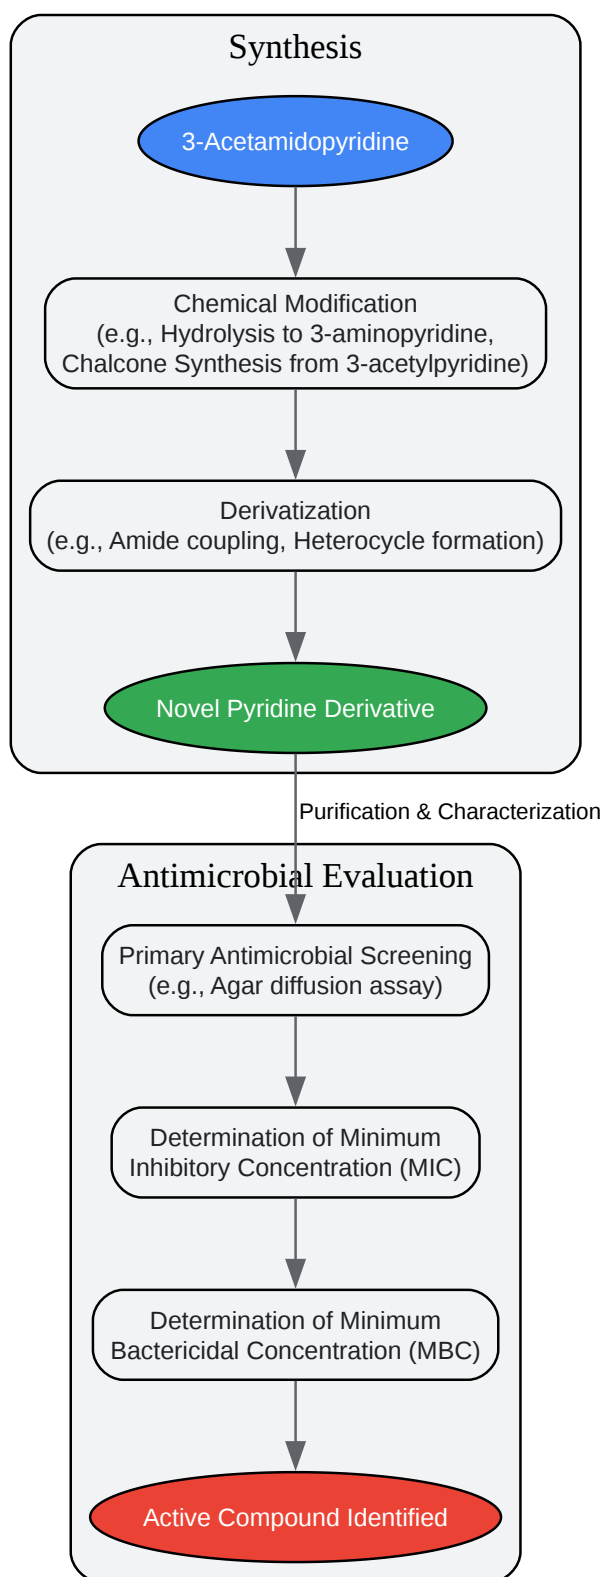 Synthesis
3-Acetamidopyridine
Chemical Modification
(e.g., Hydrolysis to 3-aminopyridine,
Chalcone Synthesis from 3-acetylpyridine)
Derivatization
(e.g., Amide coupling, Heterocycle formation)
Novel Pyridine Derivative
Purification & Characterization
Antimicrobial Evaluation
Primary Antimicrobial Screening
(e.g., Agar diffusion assay)
Determination of Minimum
Inhibitory Concentration (MIC)
Determination of Minimum
Bactericidal Concentration (MBC)
Active Compound Identified